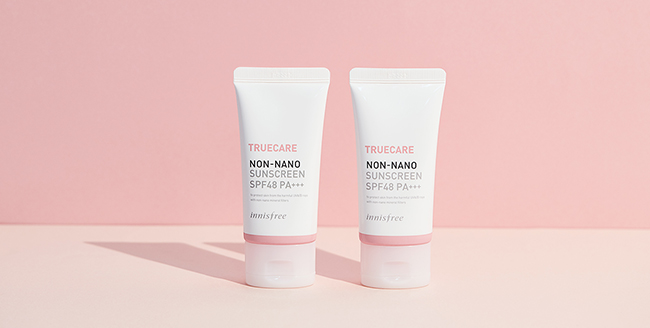 TRUECARE
NON-NANO
SUNSCREEN
SPF48 PA+++
innisfree
TRUECARE
NON-NANO
SUNSCREEN
SPF48 PA+++
innisfree